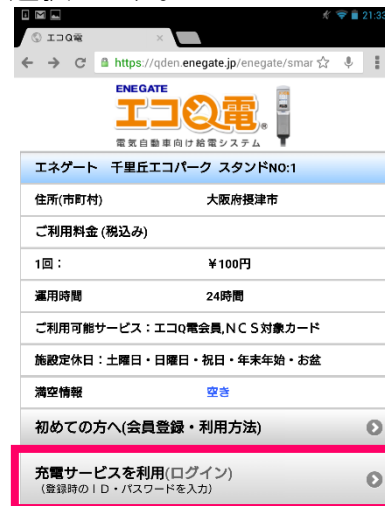 21:33
エコQ電
https://qden.enegate.jp/enegate/smar
ENEGATE
エコQ電®
電気自動車向け給電システム
エネゲート 千里丘エコパーク スタンドNO:1
住所(市町村) 大阪府摂津市
ご利用料金(税込み)
1回： ￥100円
運用時間 24時間
ご利用可能サービス：エコQ電会員,ＮＣＳ対象カード
施設定休日：土曜日・日曜日・祝日・年末年始・お盆
満空情報 空き
初めての方へ(会員登録・利用方法)
充電サービスを利用(ログイン)
(登録時のＩＤ・パスワードを入力)